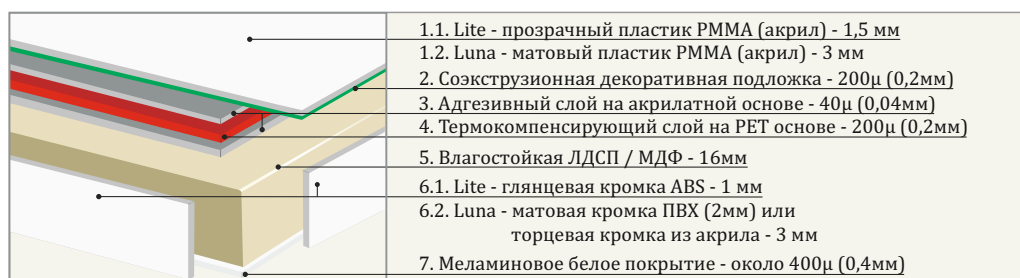 1.1. Lite - прозрачный пластик PMMA (акрил) - 1,5 мм
1.2. Luna - матовый пластик PMMA (акрил) - 3 мм
2. Соэкструзионная декоративная подложка - 200µ (0,2мм)
3. Адгезивный слой на акрилатной основе - 40µ (0,04мм)
4. Термокомпенсирующий слой на PET основе - 200µ (0,2мм)
5. Влагостойкая ЛДСП / МДФ - 16мм
6.1. Lite - глянцевая кромка ABS - 1 мм
6.2. Luna - матовая кромка ПВХ (2мм) или
торцевая кромка из акрила - 3 мм
7. Меламиновое белое покрытие - около 400µ (0,4мм)